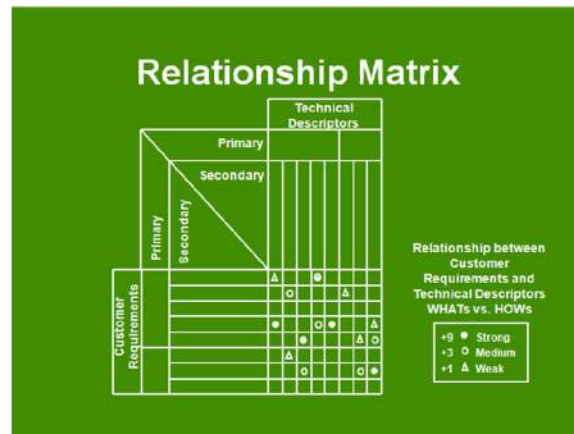 Relationship Matrix
Technical
Descriptors
Primary
Secondary
Primary
Secondary
Customer
Requirements
Relationship between
Customer
Requirements and
Technical Descriptors
WHATs vs. HOWs
+9 ● Strong
+3 ○ Medium
+1 △ Weak